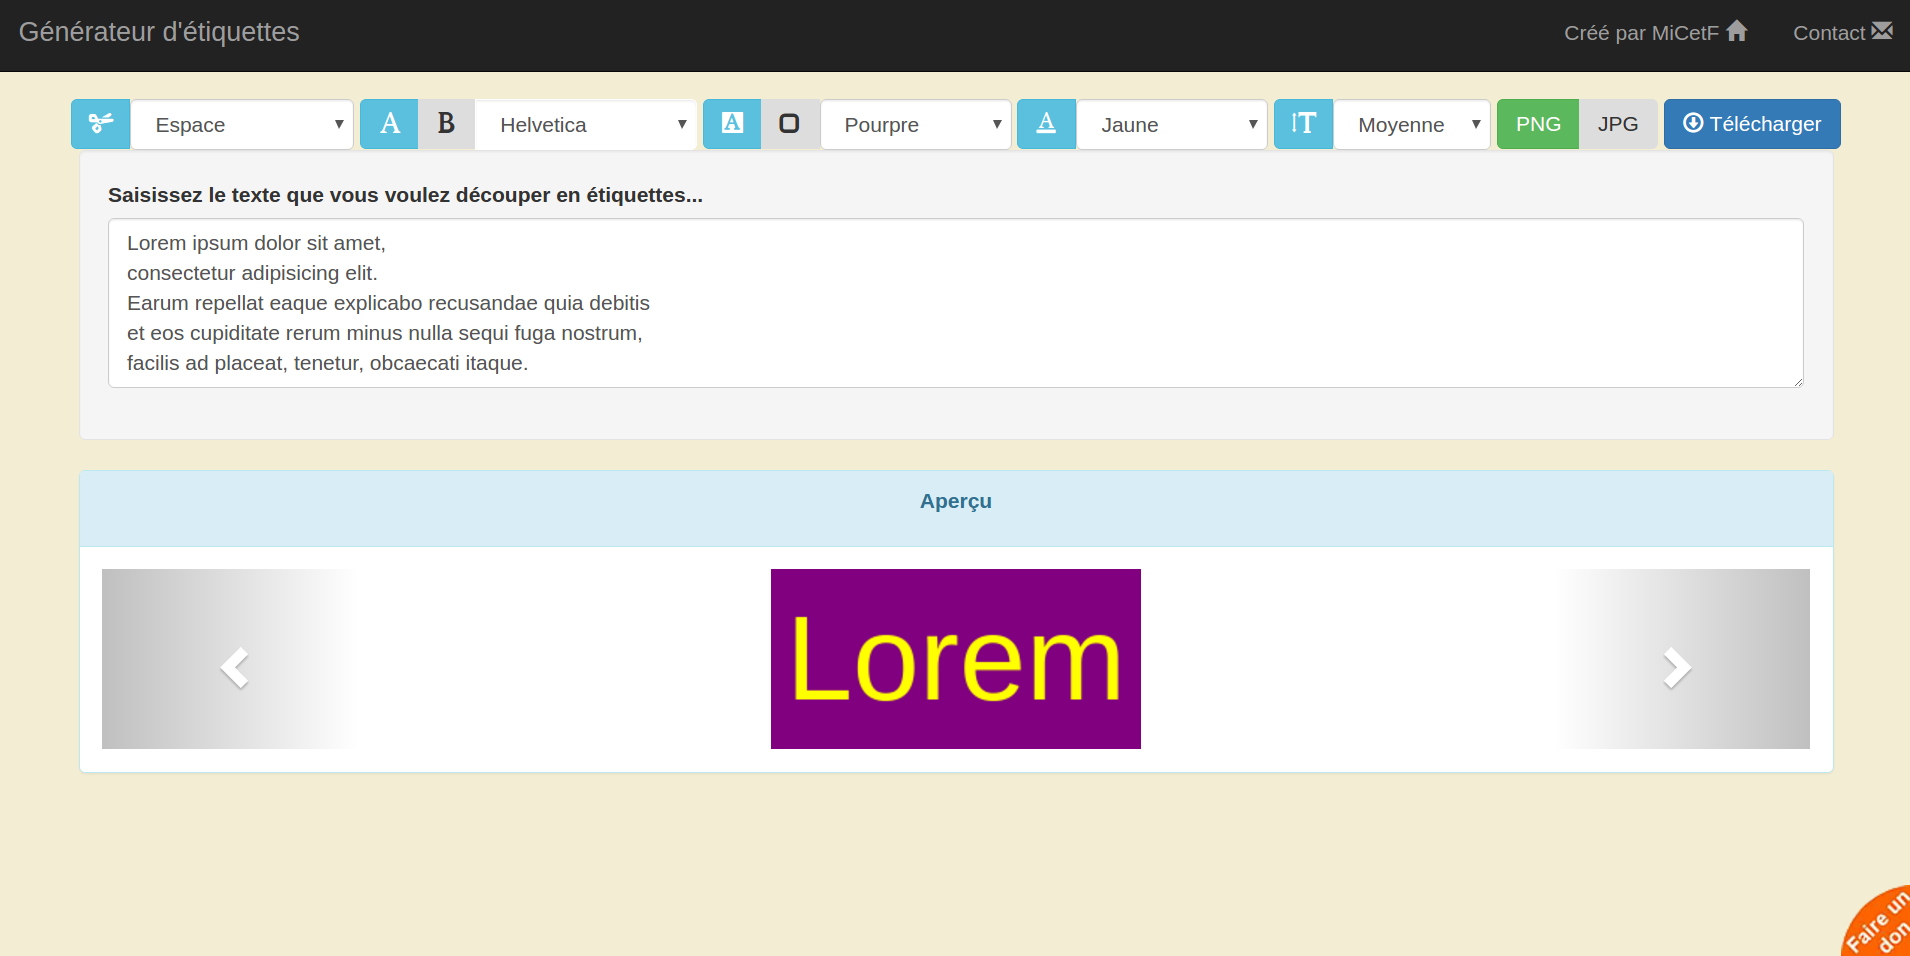 Générateur d'étiquettes
Créé par MiCetF
Contact
Espace
A
B
Helvetica
A
Pourpre
A
Jaune
T
Moyenne
PNG
JPG
Télécharger
Saisissez le texte que vous voulez découper en étiquettes...
Lorem ipsum dolor sit amet,
consectetur adipisicing elit.
Earum repellat eaque explicabo recusandae quia debitis
et eos cupiditate rerum minus nulla sequi fuga nostrum,
facilis ad placeat, tenetur, obcaecati itaque.
Aperçu
Lorem
Faire un
don